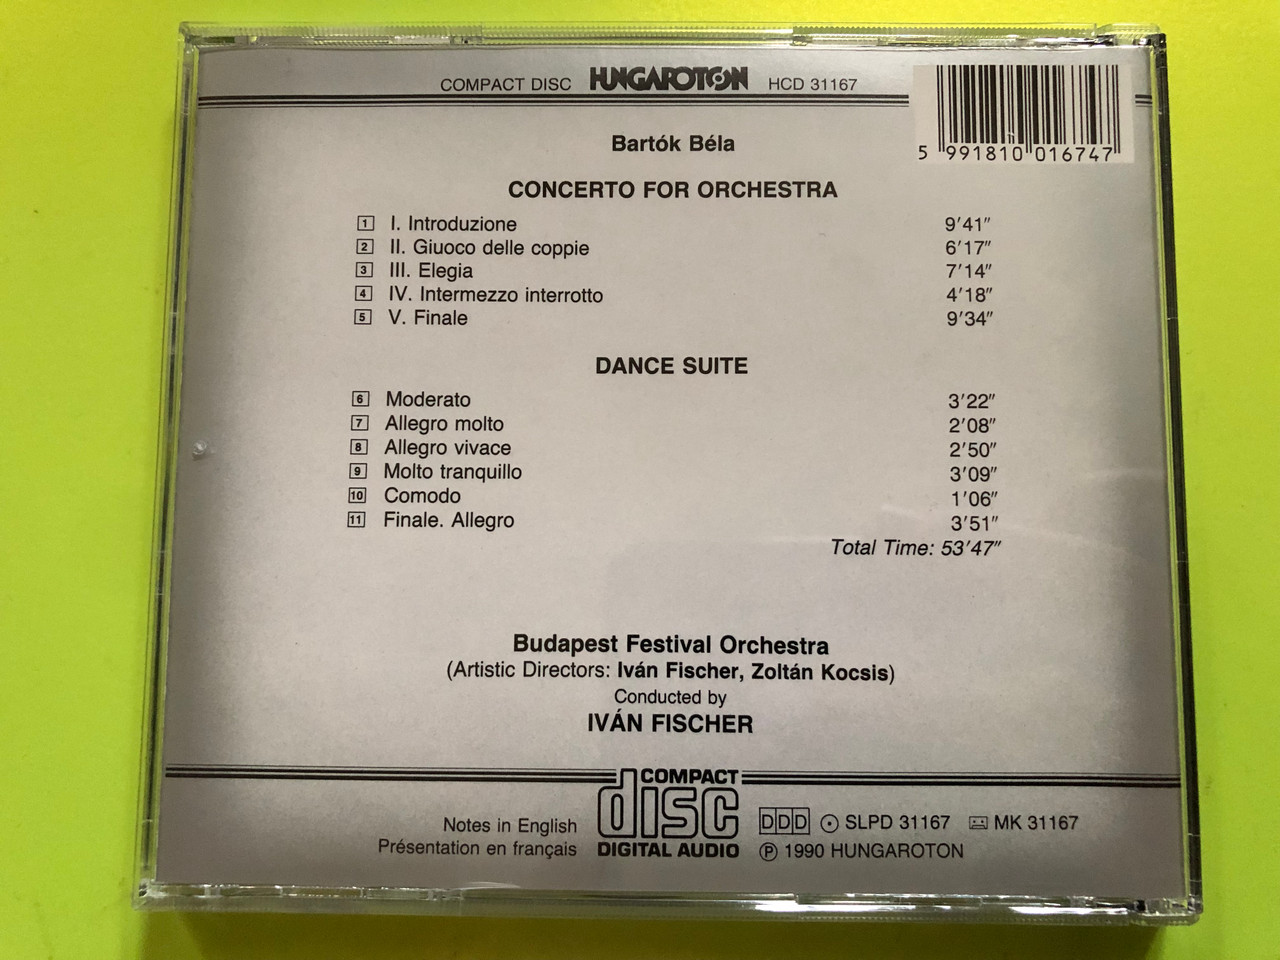 COMPACT DISC HUNGAROTON HCD 31167
5 991810 016747
Bartók Béla
CONCERTO FOR ORCHESTRA
1 I. Introduzione 9’41”
2 II. Giuoco delle coppie 6’17”
3 III. Elegia 7’14”
4 IV. Intermezzo interrotto 4’18”
5 V. Finale 9’34”
DANCE SUITE
6 Moderato 3’22”
7 Allegro molto 2’08”
8 Allegro vivace 2’50”
9 Molto tranquillo 3’09”
10 Comodo 1’06”
11 Finale. Allegro 3’51”
Total Time: 53’47”
Budapest Festival Orchestra
(Artistic Directors: Iván Fischer, Zoltán Kocsis)
Conducted by
IVÁN FISCHER
COMPACT
disc
DIGITAL AUDIO
Notes in English
Présentation en français
DDD SLPD 31167 MK 31167
Ⓟ 1990 HUNGAROTON